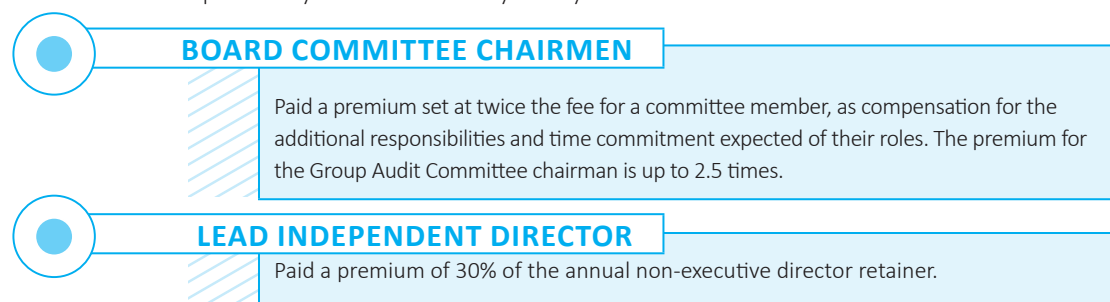 BOARD COMMITTEE CHAIRMEN
Paid a premium set at twice the fee for a committee member, as compensation for the
additional responsibilities and time commitment expected of their roles. The premium for
the Group Audit Committee chairman is up to 2.5 times.
LEAD INDEPENDENT DIRECTOR
Paid a premium of 30% of the annual non-executive director retainer.